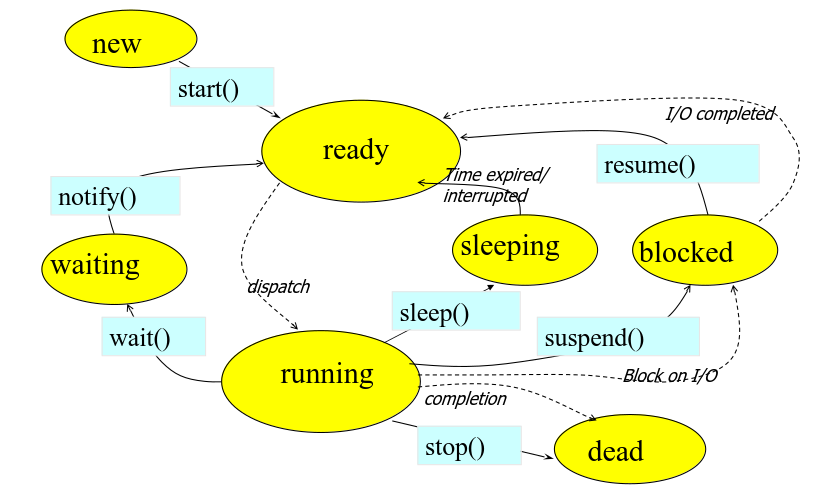 new
start()
I/O completed
ready
resume()
Time expired/
interrupted
notify()
sleeping
blocked
waiting
dispatch
sleep()
wait()
suspend()
running
Block on I/O
completion
stop()
dead